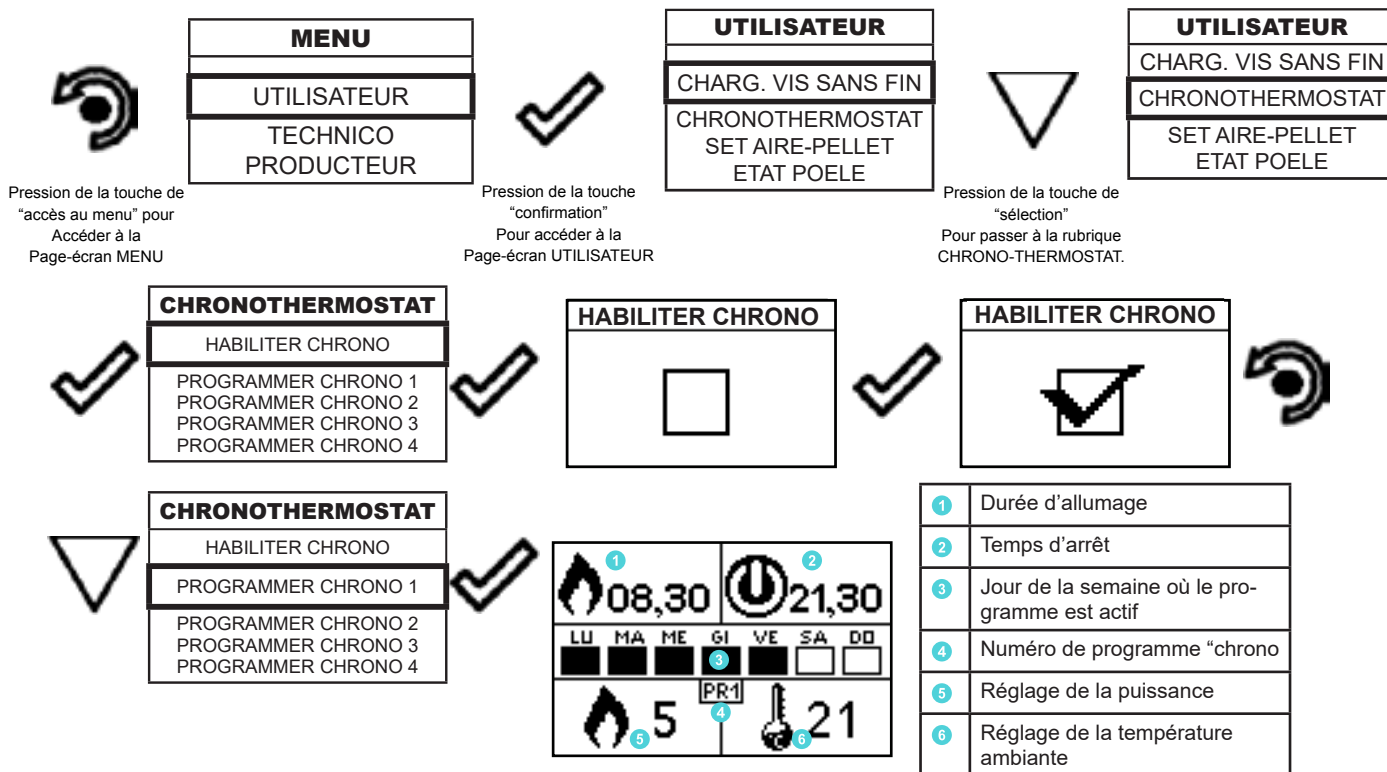 MENU
UTILISATEUR
TECHNICO
PRODUCTEUR
Pression de la touche de
“accès au menu” pour
Accéder à la
Page-écran MENU
UTILISATEUR
CHARG. VIS SANS FIN
CHRONOTHERMOSTAT
SET AIRE-PELLET
ETAT POELE
Pression de la touche
“confirmation”
Pour accéder à la
Page-écran UTILISATEUR
UTILISATEUR
CHARG. VIS SANS FIN
CHRONOTHERMOSTAT
SET AIRE-PELLET
ETAT POELE
Pression de la touche de
“sélection”
Pour passer à la rubrique
CHRONO-THERMOSTAT.
CHRONOTHERMOSTAT
HABILITER CHRONO
PROGRAMMER CHRONO 1
PROGRAMMER CHRONO 2
PROGRAMMER CHRONO 3
PROGRAMMER CHRONO 4
HABILITER CHRONO
HABILITER CHRONO
CHRONOTHERMOSTAT
HABILITER CHRONO
PROGRAMMER CHRONO 1
PROGRAMMER CHRONO 2
PROGRAMMER CHRONO 3
PROGRAMMER CHRONO 4
1 2
08,30 21,30
LU MA ME GI VE SA DO
3
PR1
4
5 21
5 6
1 Durée d’allumage
2 Temps d’arrêt
3 Jour de la semaine où le pro-
gramme est actif
4 Numéro de programme “chrono
5 Réglage de la puissance
6 Réglage de la température
ambiante